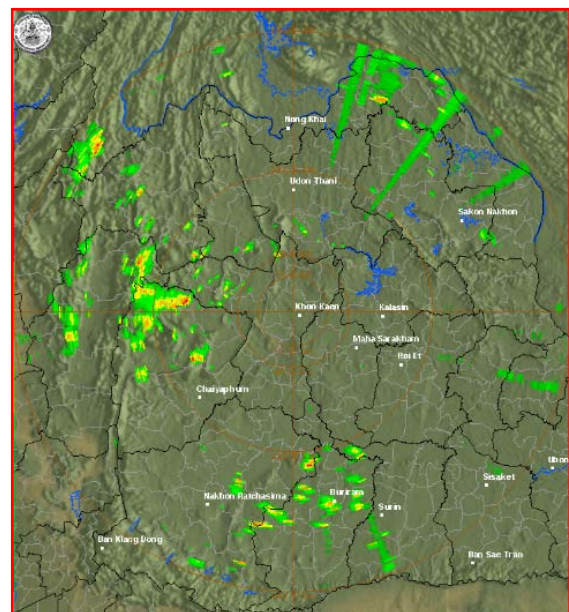 Nong Khai
Udon Thani
Sakon Nakhon
Khon Kaen
Kalasin
Maha Sarakham
Roi Et
Chaiyaphum
Ubon
Sisaket
Nakhon Ratchasima
Buriram
Surin
Ban Klang Dong
Ban Sae Tran